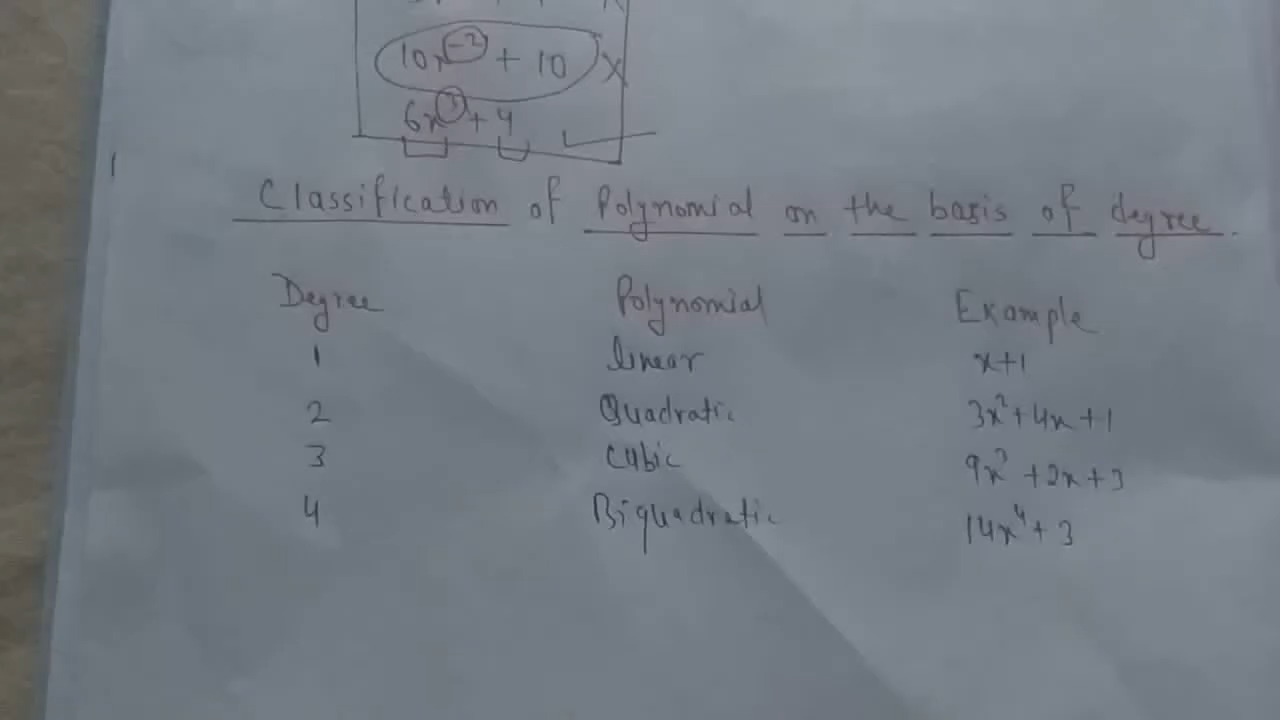 10x⁻² + 10 X
6x³ + 4
Classification of Polynomial on the basis of degree.
Degree Polynomial Example
1 linear x+1
2 Quadratic 3x²+4x+1
3 Cubic 9x³+2x+3
4 Biquadratic 14x⁴+3